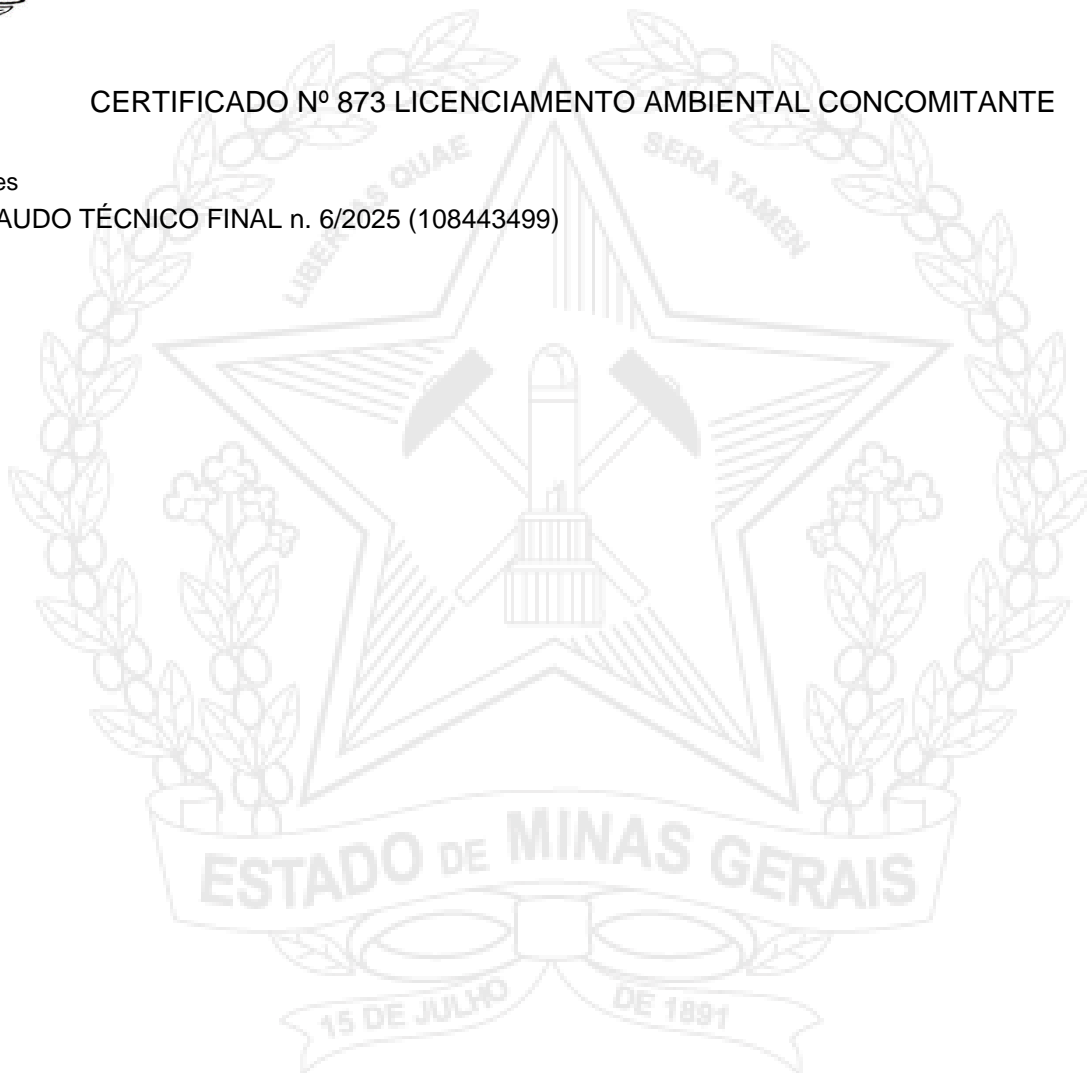 CERTIFICADO Nº 873 LICENCIAMENTO AMBIENTAL CONCOMITANTE
es
AUDO TÉCNICO FINAL n. 6/2025 (108443499)
LIBERTAS QUAE SERA TAMEN
ESTADO DE MINAS GERAIS
15 DE JULHO DE 1891